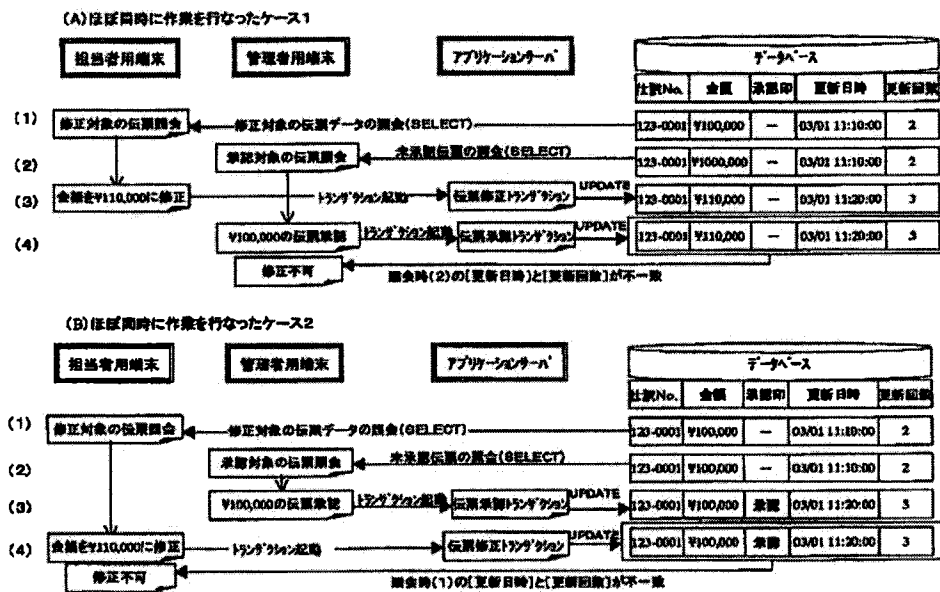 (A)ほぼ同時に作業を行なったケース1
担当者用端末 管理者用端末 アプリケーションサーバ データベース
仕訳No. 金額 承認印 更新日時 更新回数
(1) 修正対象の伝票照会 修正対象の伝票データの照会(SELECT) 123-0001 ¥100,000 ― 03/01 11:10:00 2
(2) 承認対象の伝票照会 未承認伝票の照会(SELECT) 123-0001 ¥1000,000 ― 03/01 11:10:00 2
(3) 金額を¥110,000に修正 トランザクション起動 伝票修正トランザクション UPDATE 123-0001 ¥110,000 ― 03/01 11:20:00 3
(4) ¥100,000の伝票承認 トランザクション起動 伝票承認トランザクション UPDATE 123-0001 ¥110,000 ― 03/01 11:20:00 3
修正不可 照会時(2)の[更新日時]と[更新回数]が不一致
(B)ほぼ同時に作業を行なったケース2
担当者用端末 管理者用端末 アプリケーションサーバ データベース
仕訳No. 金額 承認印 更新日時 更新回数
(1) 修正対象の伝票照会 修正対象の伝票データの照会(SELECT) 123-0001 ¥100,000 ― 03/01 11:10:00 2
(2) 承認対象の伝票照会 未承認伝票の照会(SELECT) 123-0001 ¥100,000 ― 03/01 11:10:00 2
(3) ¥100,000の伝票承認 トランザクション起動 伝票承認トランザクション UPDATE 123-0001 ¥100,000 承認 03/01 11:20:00 3
(4) 金額を¥110,000に修正 トランザクション起動 伝票修正トランザクション UPDATE 123-0001 ¥100,000 承認 03/01 11:20:00 3
修正不可 照会時(1)の[更新日時]と[更新回数]が不一致